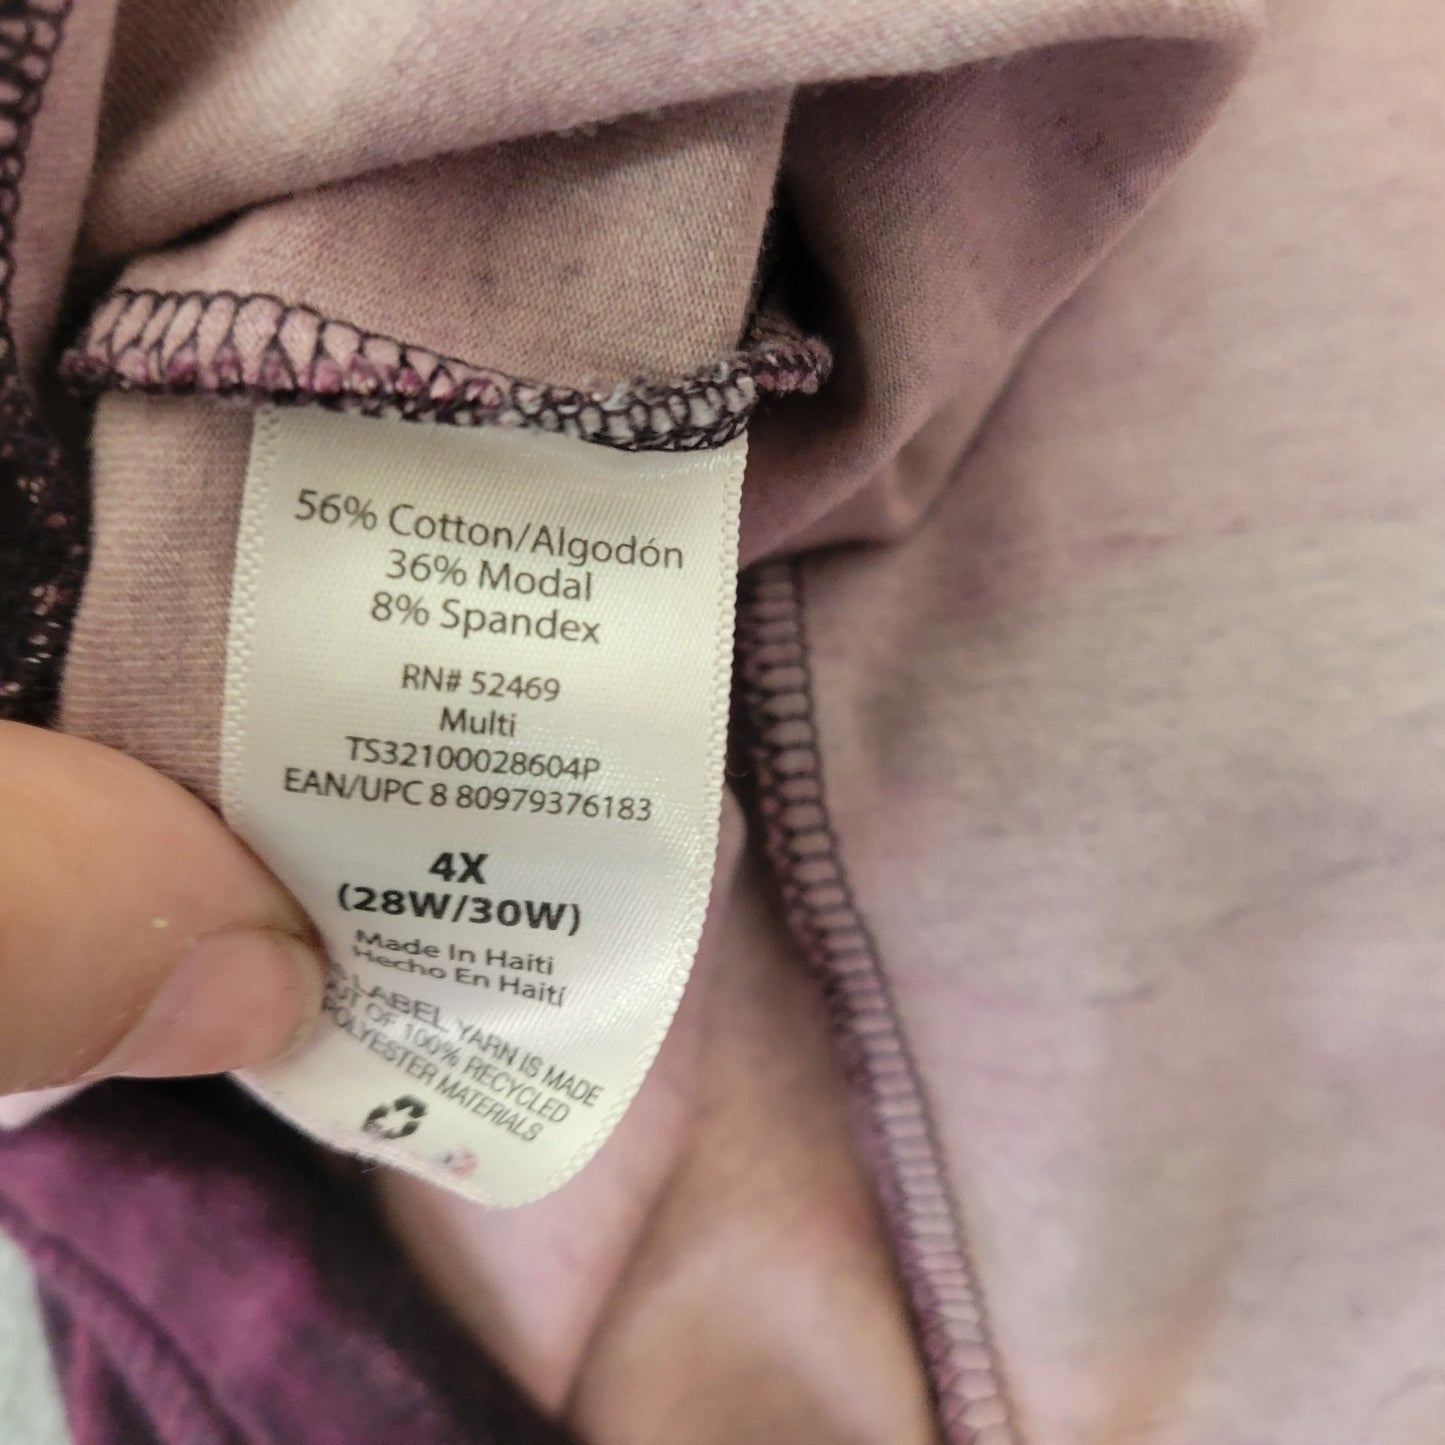 56% Cotton/Algodón
36% Modal
8% Spandex
RN# 52469
Multi
TS32100028604P
EAN/UPC 8 80979376183
4X
(28W/30W)
Made In Haiti
Hecho En Haití
LABEL YARN IS MADE
OUT OF 100% RECYCLED
POLYESTER MATERIALS